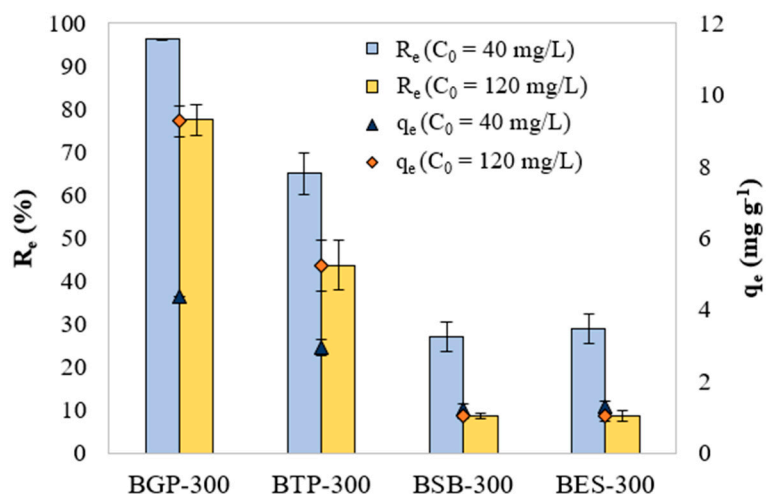 100
90
80
70
60
50
40
30
20
10
0
Rₑ (%)
Rₑ (C₀ = 40 mg/L)
Rₑ (C₀ = 120 mg/L)
qₑ (C₀ = 40 mg/L)
qₑ (C₀ = 120 mg/L)
12
10
8
6
4
2
0
qₑ (mg g⁻¹)
BGP-300 BTP-300 BSB-300 BES-300